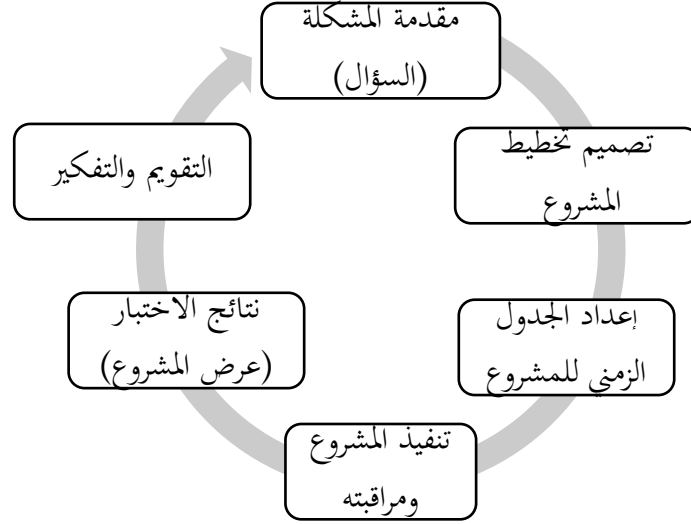 مقدمة المشكلة
(السؤال)
تصميم تخطيط
المشروع
إعداد الجدول
الزمني للمشروع
تنفيذ المشروع
ومراقبته
نتائج الاختبار
(عرض المشروع)
التقويم والتفكير